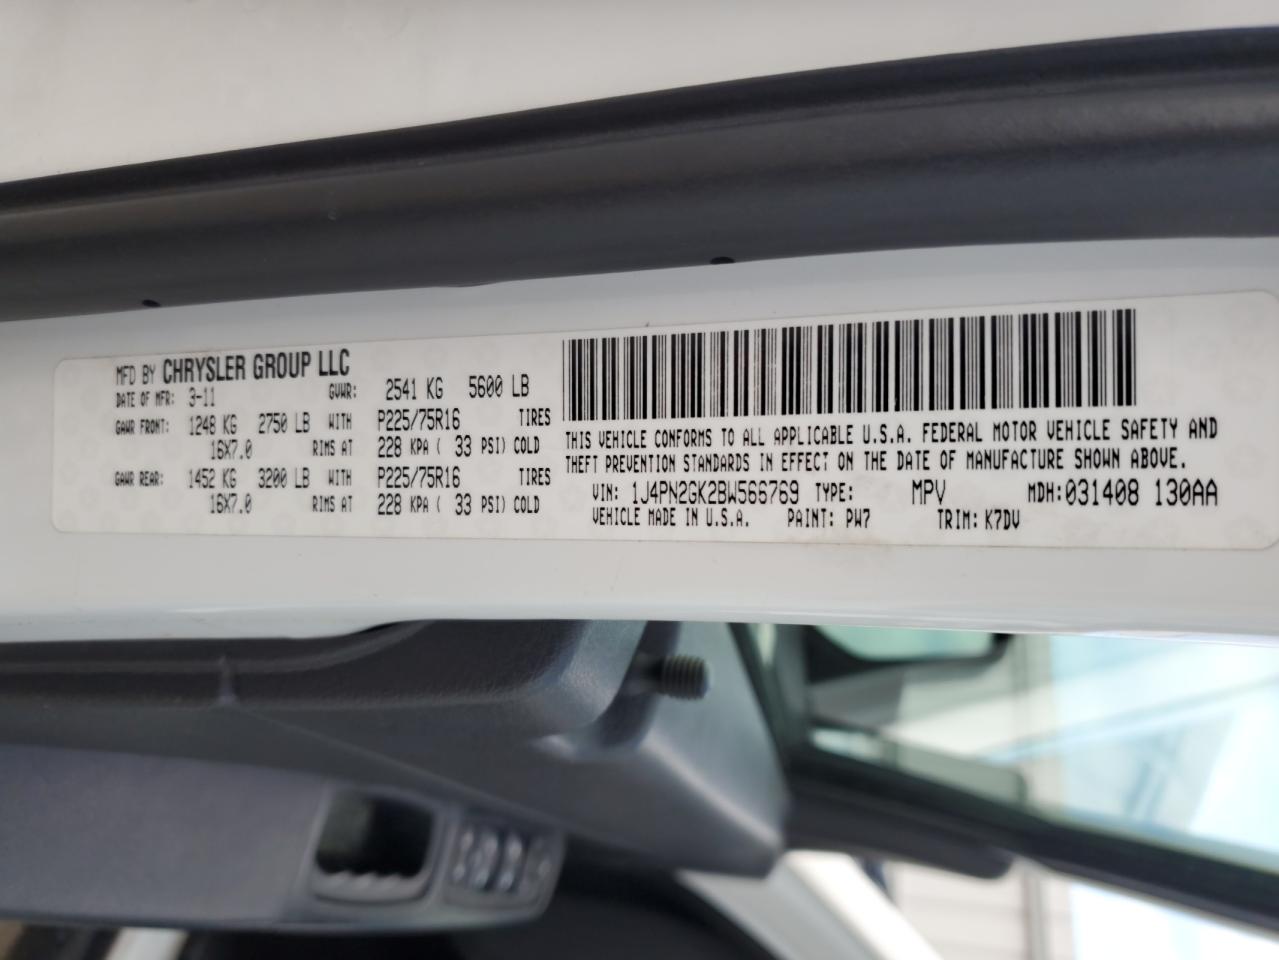 MFD BY CHRYSLER GROUP LLC
DATE OF MFR: 3-11 GVWR: 2541 KG 5600 LB
GAWR FRONT: 1248 KG 2750 LB WITH P225/75R16 TIRES
16X7.0 RIMS AT 228 KPA ( 33 PSI) COLD
GAWR REAR: 1452 KG 3200 LB WITH P225/75R16 TIRES
16X7.0 RIMS AT 228 KPA ( 33 PSI) COLD
THIS VEHICLE CONFORMS TO ALL APPLICABLE U.S.A. FEDERAL MOTOR VEHICLE SAFETY AND
THEFT PREVENTION STANDARDS IN EFFECT ON THE DATE OF MANUFACTURE SHOWN ABOVE.
VIN: 1J4PN2GK2BW566769 TYPE: MPV MDH:031408 130AA
VEHICLE MADE IN U.S.A. PAINT: PW7 TRIM: K7DV